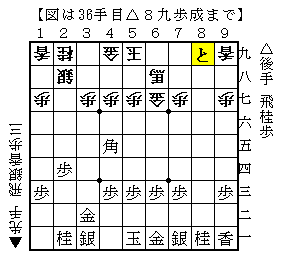 【図は36手目△８九歩成まで】
1 2 3 4 5 6 7 8 9
香 桂 金 玉 と 香 九
銀 馬 八
歩 歩 歩 歩 金 歩 歩 七
六
角 五
歩 四
歩 歩 歩 歩 歩 歩 三
金 二
桂 銀 玉 金 銀 桂 香 一
△後手 飛桂歩
▲先手 飛銀香歩三